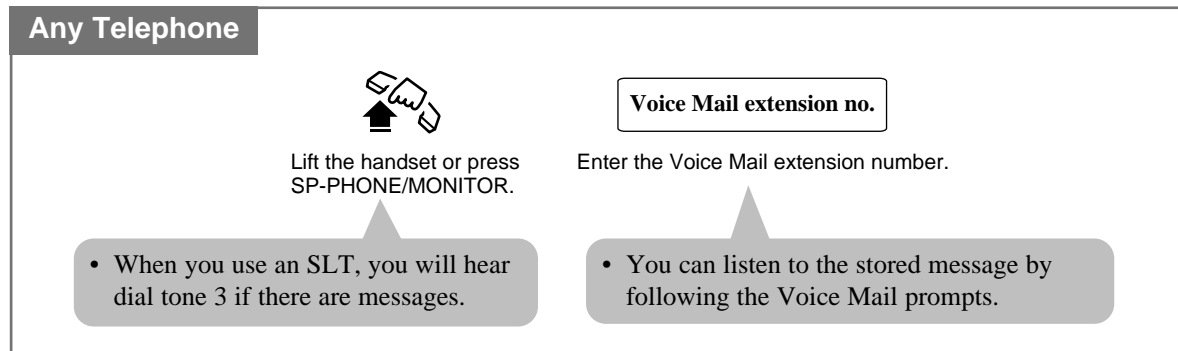 Any Telephone
Voice Mail extension no.
Lift the handset or press
SP-PHONE/MONITOR.
Enter the Voice Mail extension number.
• When you use an SLT, you will hear
dial tone 3 if there are messages.
• You can listen to the stored message by
following the Voice Mail prompts.